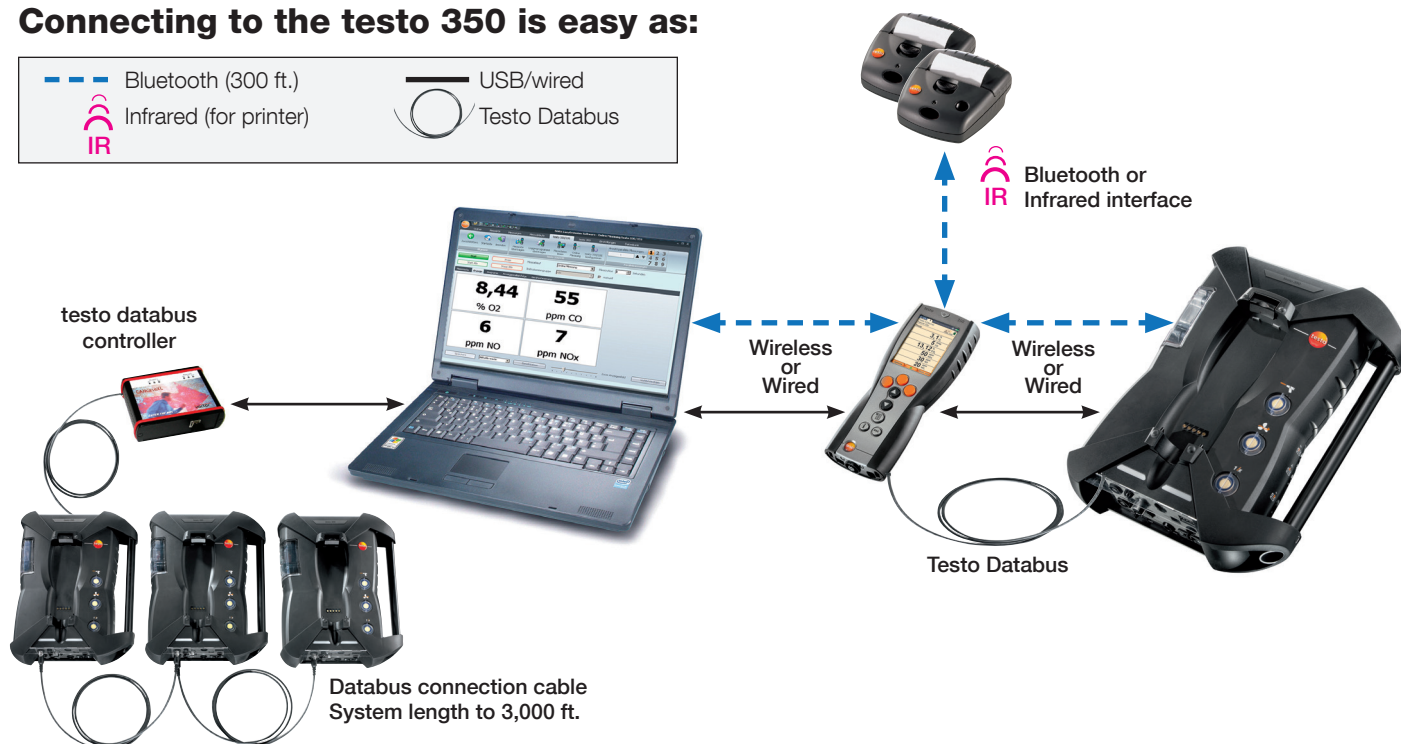 Connecting to the testo 350 is easy as:
Bluetooth (300 ft.)
USB/wired
IR
Infrared (for printer)
Testo Databus
IR
Bluetooth or
Infrared interface
testo databus
controller
8,44
% O2
55
ppm CO
6
ppm NO
7
ppm NOx
Wireless
or
Wired
Wireless
or
Wired
Testo Databus
Databus connection cable
System length to 3,000 ft.